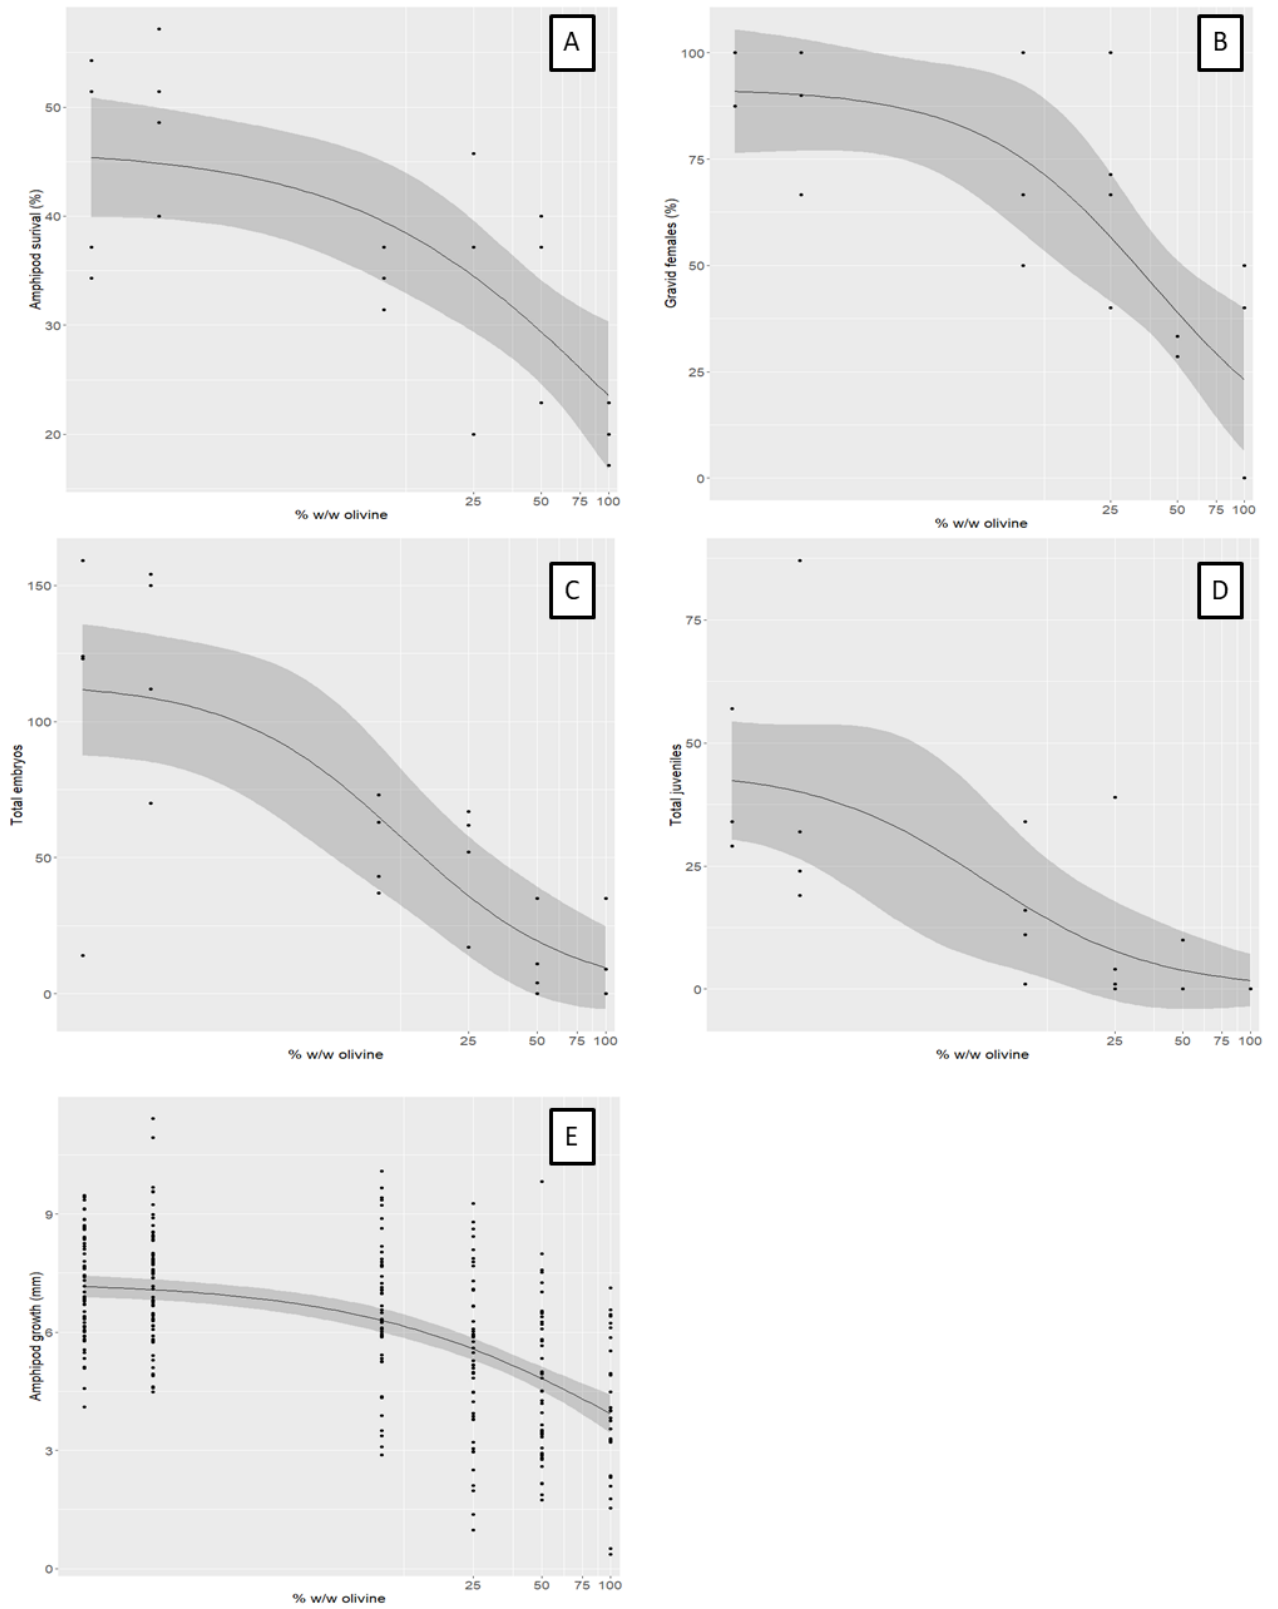 A
50
40
30
20
Amphipod surival (%)
25 50 75 100
% w/w olivine
B
100
75
50
25
0
Gravid females (%)
25 50 75 100
% w/w olivine
C
150
100
50
0
Total embryos
25 50 75 100
% w/w olivine
D
75
50
25
0
Total juveniles
25 50 75 100
% w/w olivine
E
9
6
3
0
Amphipod growth (mm)
25 50 75 100
% w/w olivine